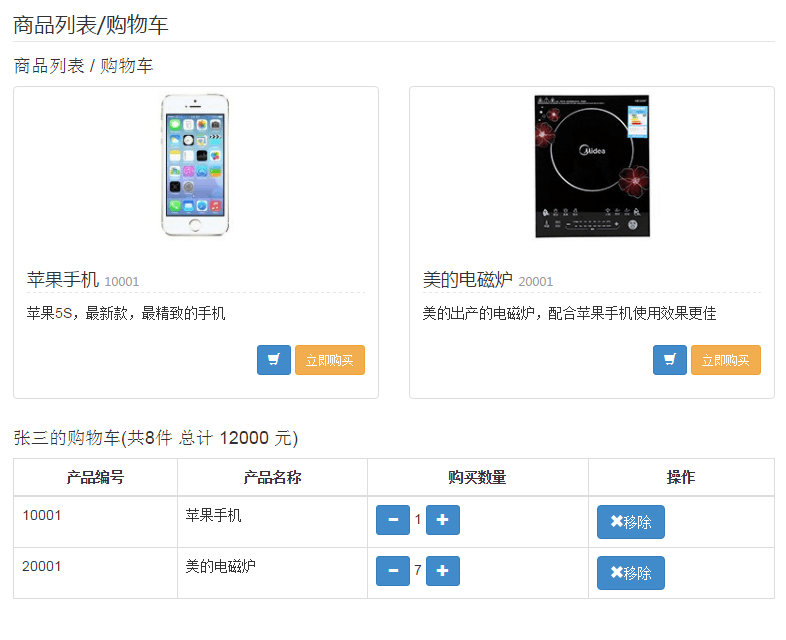 商品列表/购物车
商品列表 / 购物车
Midea
苹果手机 10001
苹果5S，最新款，最精致的手机
立即购买
美的电磁炉 20001
美的出产的电磁炉，配合苹果手机使用效果更佳
立即购买
张三的购物车(共8件 总计 12000 元)
产品编号 产品名称 购买数量 操作
10001 苹果手机 − 1 + ✖移除
20001 美的电磁炉 − 7 + ✖移除